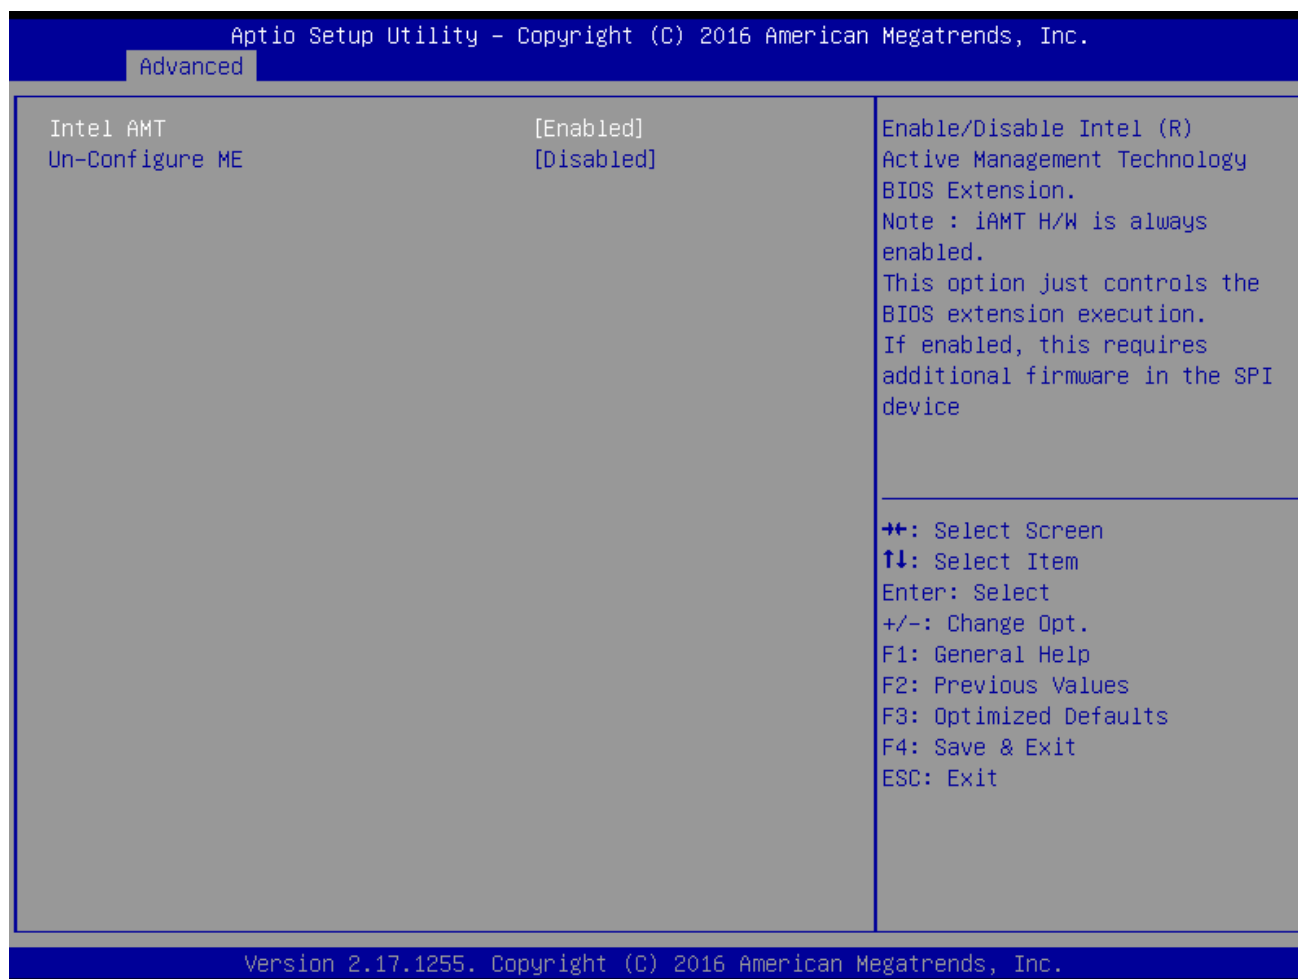 Aptio Setup Utility – Copyright (C) 2016 American Megatrends, Inc.
Advanced
Intel AMT [Enabled]
Un-Configure ME [Disabled]
Enable/Disable Intel (R)
Active Management Technology
BIOS Extension.
Note : iAMT H/W is always
enabled.
This option just controls the
BIOS extension execution.
If enabled, this requires
additional firmware in the SPI
device
→←: Select Screen
↑↓: Select Item
Enter: Select
+/-: Change Opt.
F1: General Help
F2: Previous Values
F3: Optimized Defaults
F4: Save & Exit
ESC: Exit
Version 2.17.1255. Copyright (C) 2016 American Megatrends, Inc.